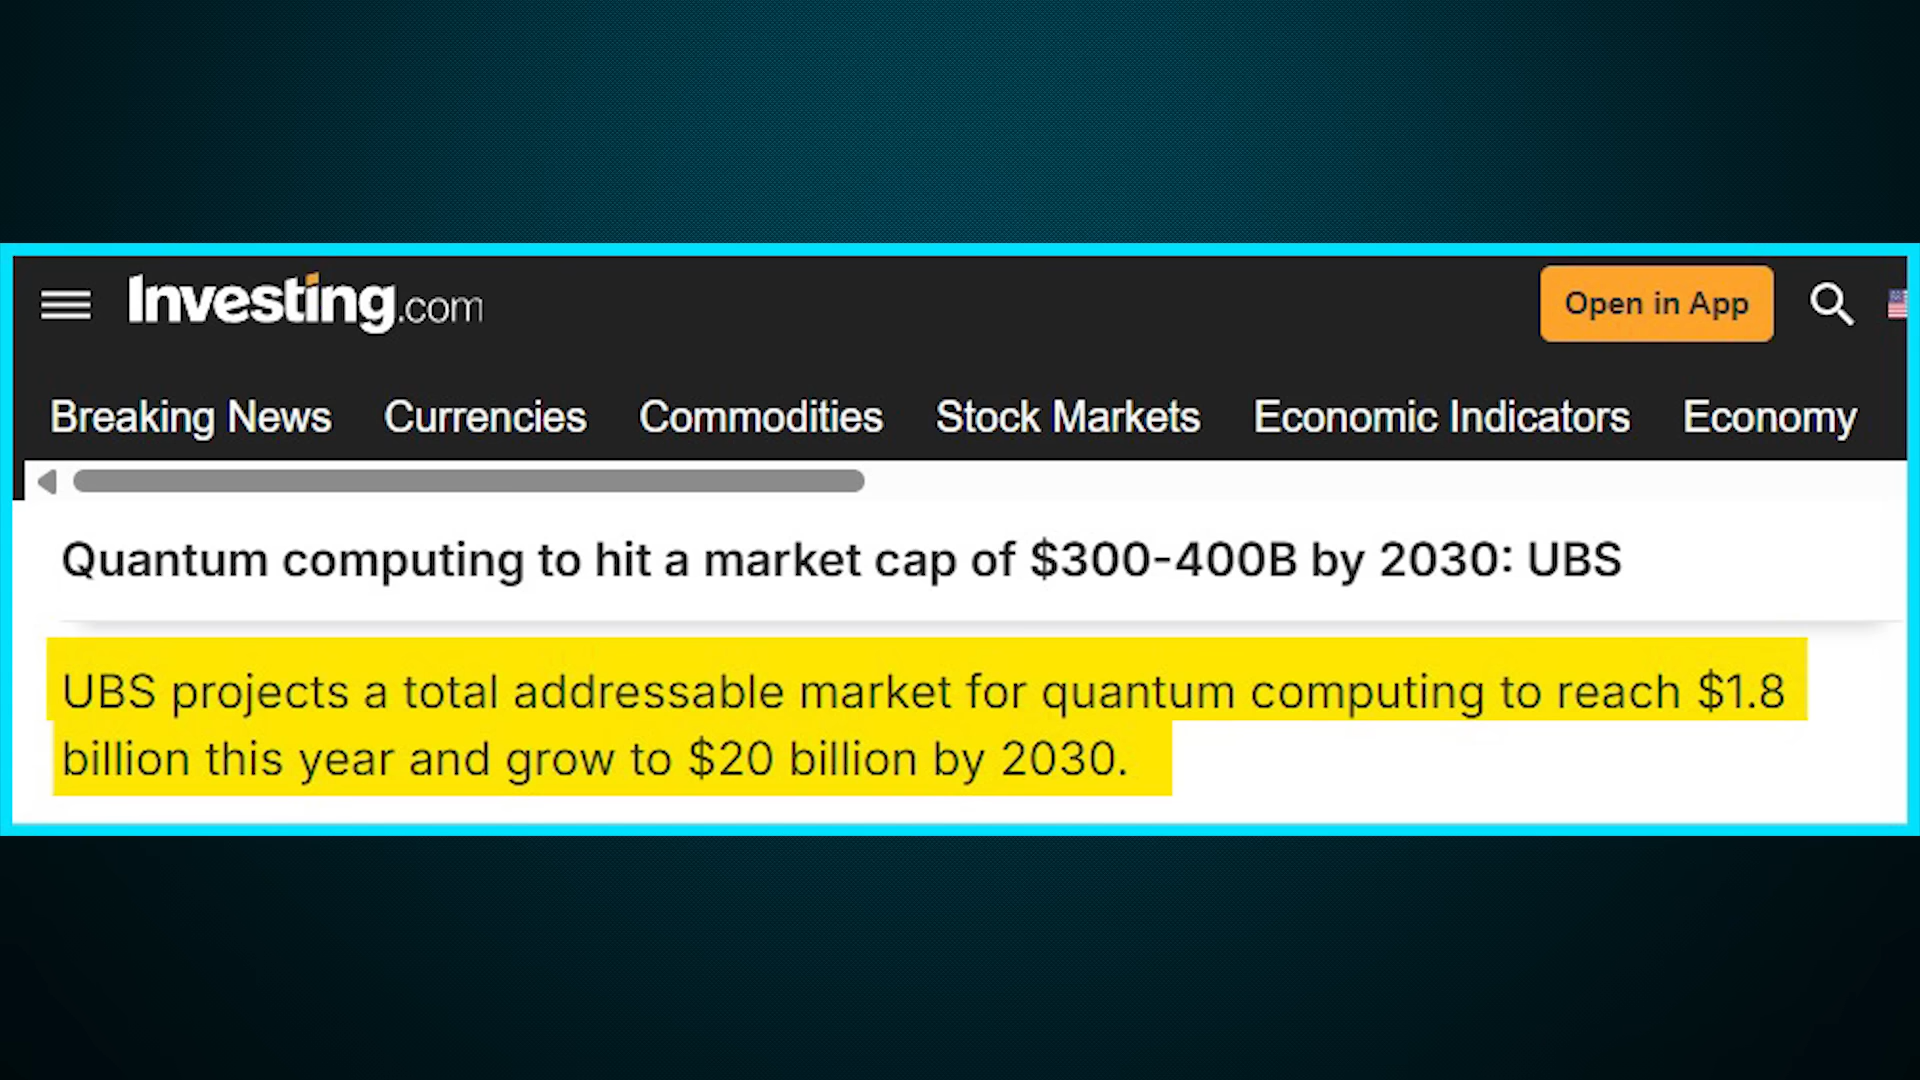 Investing.com
Open in App
Breaking News Currencies Commodities Stock Markets Economic Indicators Economy
Quantum computing to hit a market cap of $300-400B by 2030: UBS
UBS projects a total addressable market for quantum computing to reach $1.8
billion this year and grow to $20 billion by 2030.